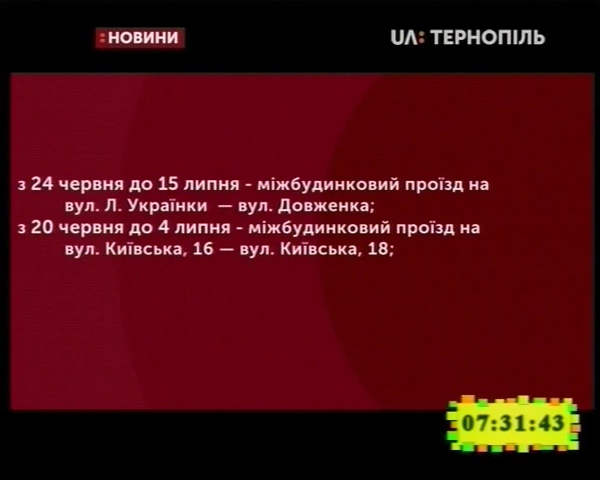 :НОВИНИ
UA: ТЕРНОПІЛЬ
з 24 червня до 15 липня - міжбудинковий проїзд на
вул. Л. Українки — вул. Довженка;
з 20 червня до 4 липня - міжбудинковий проїзд на
вул. Київська, 16 — вул. Київська, 18;
07:31:43